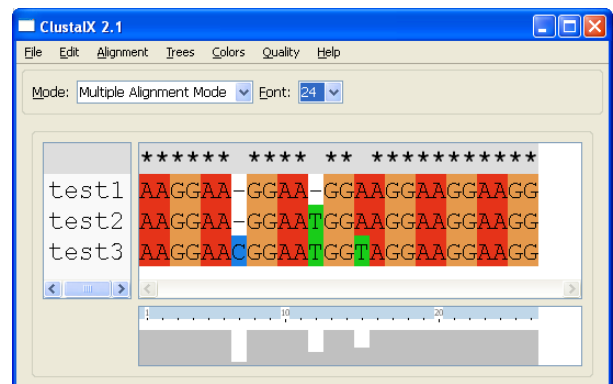 ClustalX 2.1
File Edit Alignment Trees Colors Quality Help
Mode: Multiple Alignment Mode Font: 24
****** **** ** ***********
test1 AAGGAA-GGAA-GGAAGGAAGGAAGG
test2 AAGGAA-GGAATGGAAGGAAGGAAGG
test3 AAGGAACGGAATGGTAGGAAGGAAGG
1 10 20